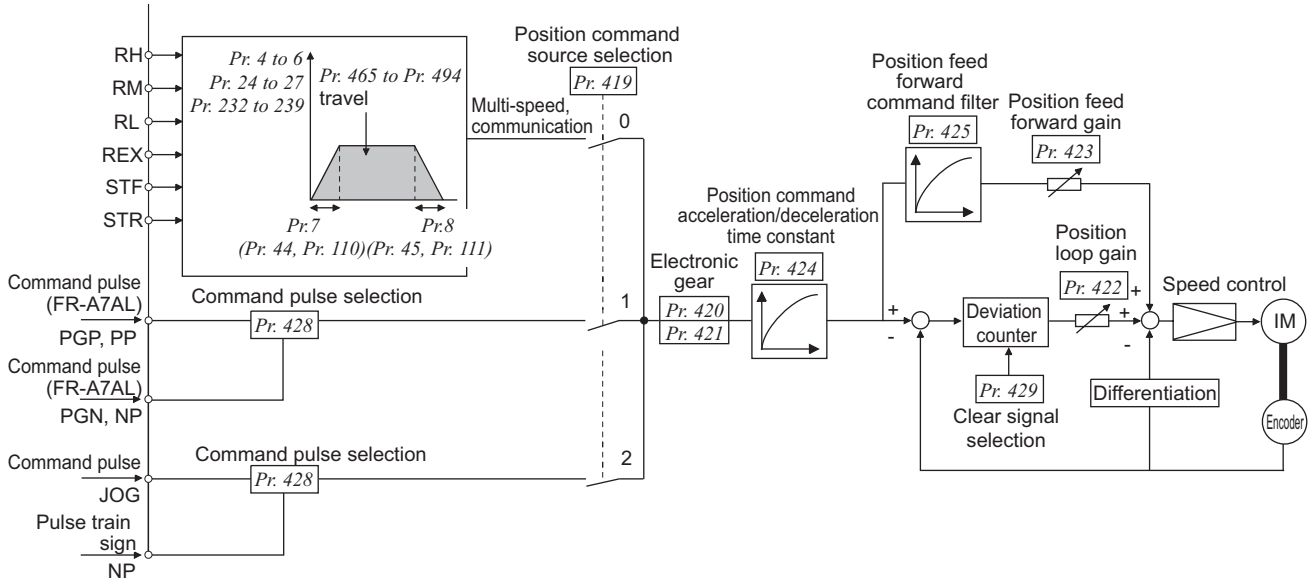 RH
RM
RL
REX
STF
STR
Pr. 4 to 6
Pr. 24 to 27
Pr. 232 to 239
Pr. 465 to Pr. 494
travel
Pr.7
(Pr. 44, Pr. 110)
Pr.8
(Pr. 45, Pr. 111)
Multi-speed,
communication
Position command
source selection
Pr. 419
0
1
2
Command pulse
(FR-A7AL)
PGP, PP
Command pulse
(FR-A7AL)
PGN, NP
Command pulse selection
Pr. 428
Command pulse
JOG
Pulse train
sign
NP
Command pulse selection
Pr. 428
Electronic
gear
Pr. 420
Pr. 421
Position command
acceleration/deceleration
time constant
Pr. 424
Position feed
forward
command filter
Pr. 425
Position feed
forward gain
Pr. 423
Position
loop gain
Pr. 422
+
-
Deviation
counter
Pr. 429
Clear signal
selection
+
+
-
Differentiation
Speed control
IM
Encoder